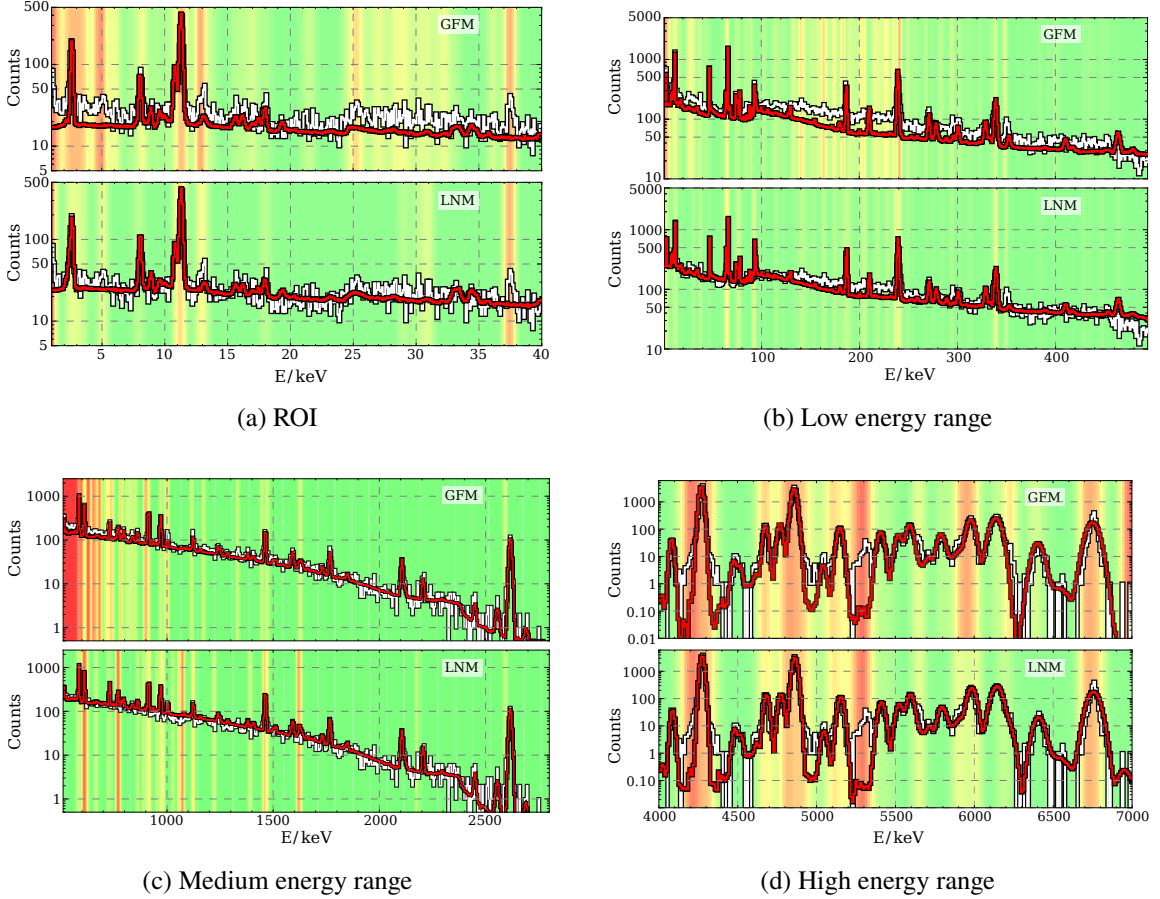 500
100
50
10
5
Counts
GFM
500
100
50
10
5
Counts
LNM
5 10 15 20 25 30 35 40
E/keV
(a) ROI
5000
1000
500
100
50
10
Counts
GFM
5000
1000
500
100
50
10
Counts
LNM
100 200 300 400
E/keV
(b) Low energy range
1000
100
10
1
Counts
GFM
1000
100
10
1
Counts
LNM
1000 1500 2000 2500
E/keV
(c) Medium energy range
1000
100
10
1
0.10
0.01
Counts
GFM
1000
100
10
1
0.10
Counts
LNM
4000 4500 5000 5500 6000 6500 7000
E/keV
(d) High energy range